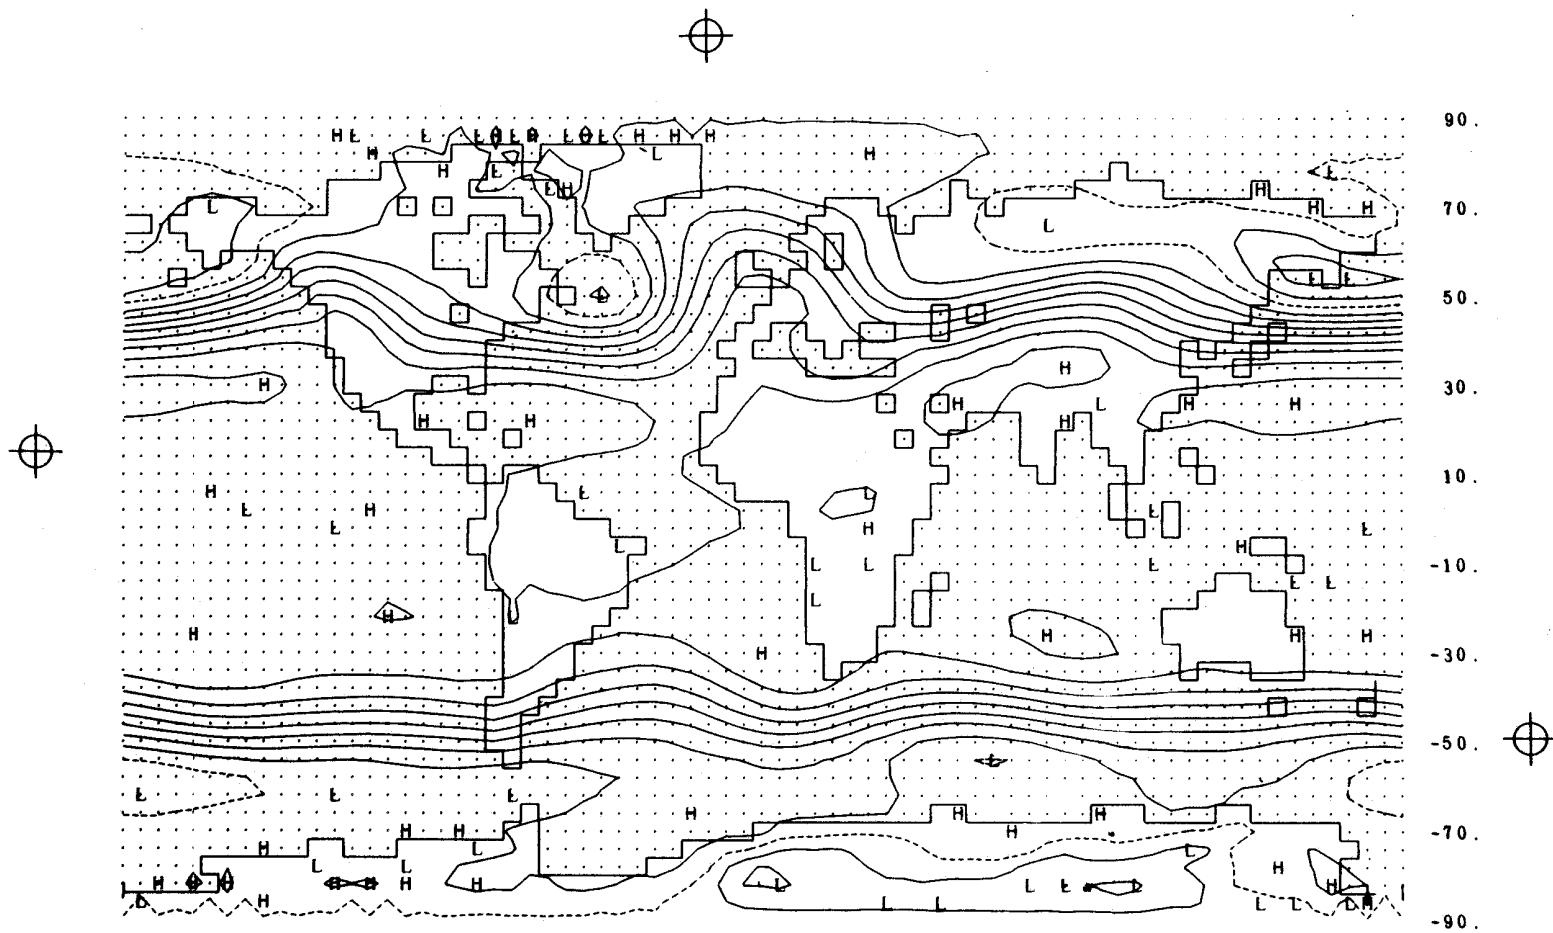 90.
H L L L H L H L L H H H
H L H
H L L
L H H
L H H 70.
L
L L
L 50.
H
H 30.
H L H H
H H H
10.
H L L
L H L
L H L
L H
L L L -10.
L L
L
H
H H H H
H -30.
-50.
L
L L L
H H H
H H H -70.
H L L
L L H
H H H H H H H L L L L H
L H L L L L L H
-90.